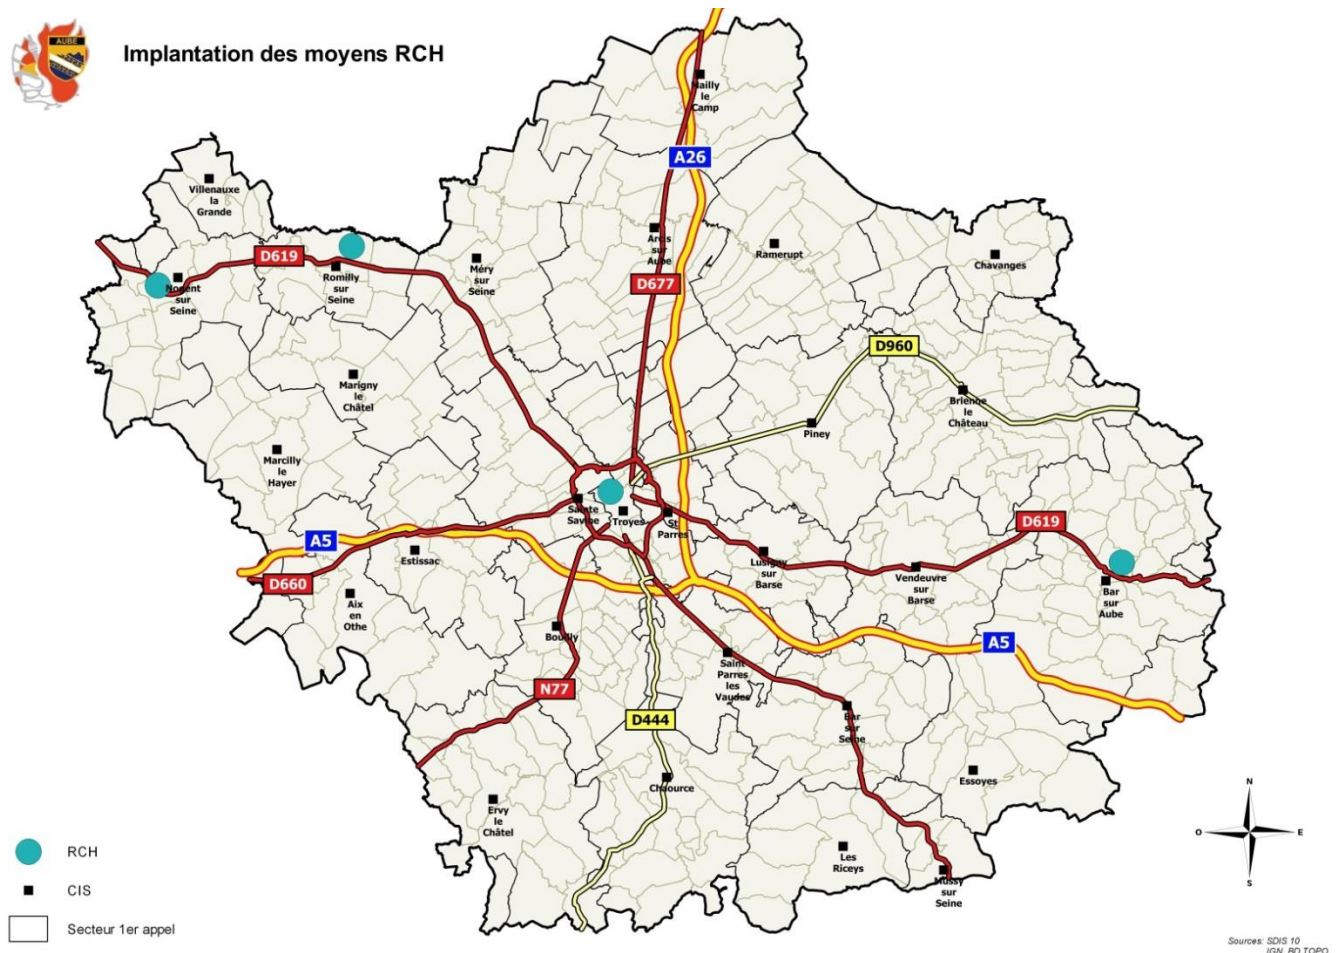 AUBE
Implantation des moyens RCH
Mailly
le
Camp
A26
Villenauxe
la
Grande
D619
Nogent
sur
Seine
Romilly
sur
Seine
Méry
sur
Seine
Arcis
sur
Aube
Ramerupt
Chavanges
D677
D960
Marigny
le
Châtel
Brienne
le
Château
Piney
Marcilly
le
Hayer
Sainte
Savine
Troyes
St
Parres
D619
A5
Estissac
Lusigny
sur
Barse
Vendeuvre
sur
Barse
Bar
sur
Aube
D660
Aix
en
Othe
Bouilly
A5
Saint
Parres
les
Vaudes
N77
D444
Bar
sur
Seine
Essoyes
Chaource
Ervy
le
Châtel
Les
Riceys
Mussy
sur
Seine
N
O
E
S
RCH
CIS
Secteur 1er appel
Sources: SDIS 10
IGN, BD TOPO